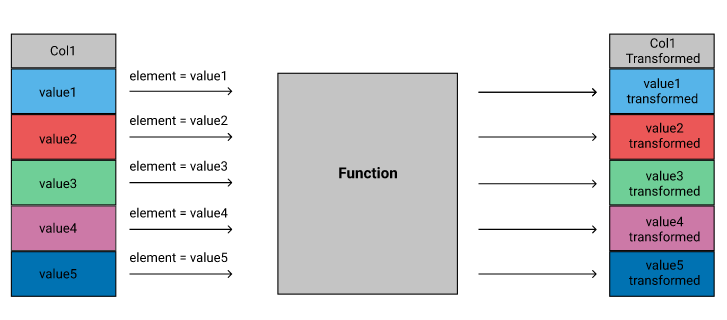 Col1
value1
value2
value3
value4
value5
element = value1
element = value2
element = value3
element = value4
element = value5
Function
Col1
Transformed
value1
transformed
value2
transformed
value3
transformed
value4
transformed
value5
transformed